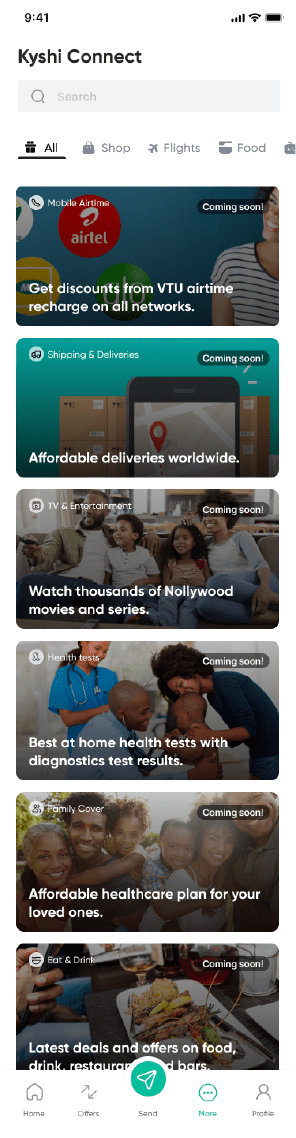 9:41
Kyshi Connect
Search
All
Shop
Flights
Food
Mobile Airtime
Coming soon!
airtel
Get discounts from VTU airtime
recharge on all networks.
Shipping & Deliveries
Coming soon!
Affordable deliveries worldwide.
TV & Entertainment
Coming soon!
Watch thousands of Nollywood
movies and series.
Health tests
Coming soon!
Best at home health tests with
diagnostics test results.
Family Cover
Coming soon!
Affordable healthcare plan for your
loved ones.
Eat & Drink
Coming soon!
Latest deals and offers on food,
drink, bars.
Home
Offers
Send
More
Profile